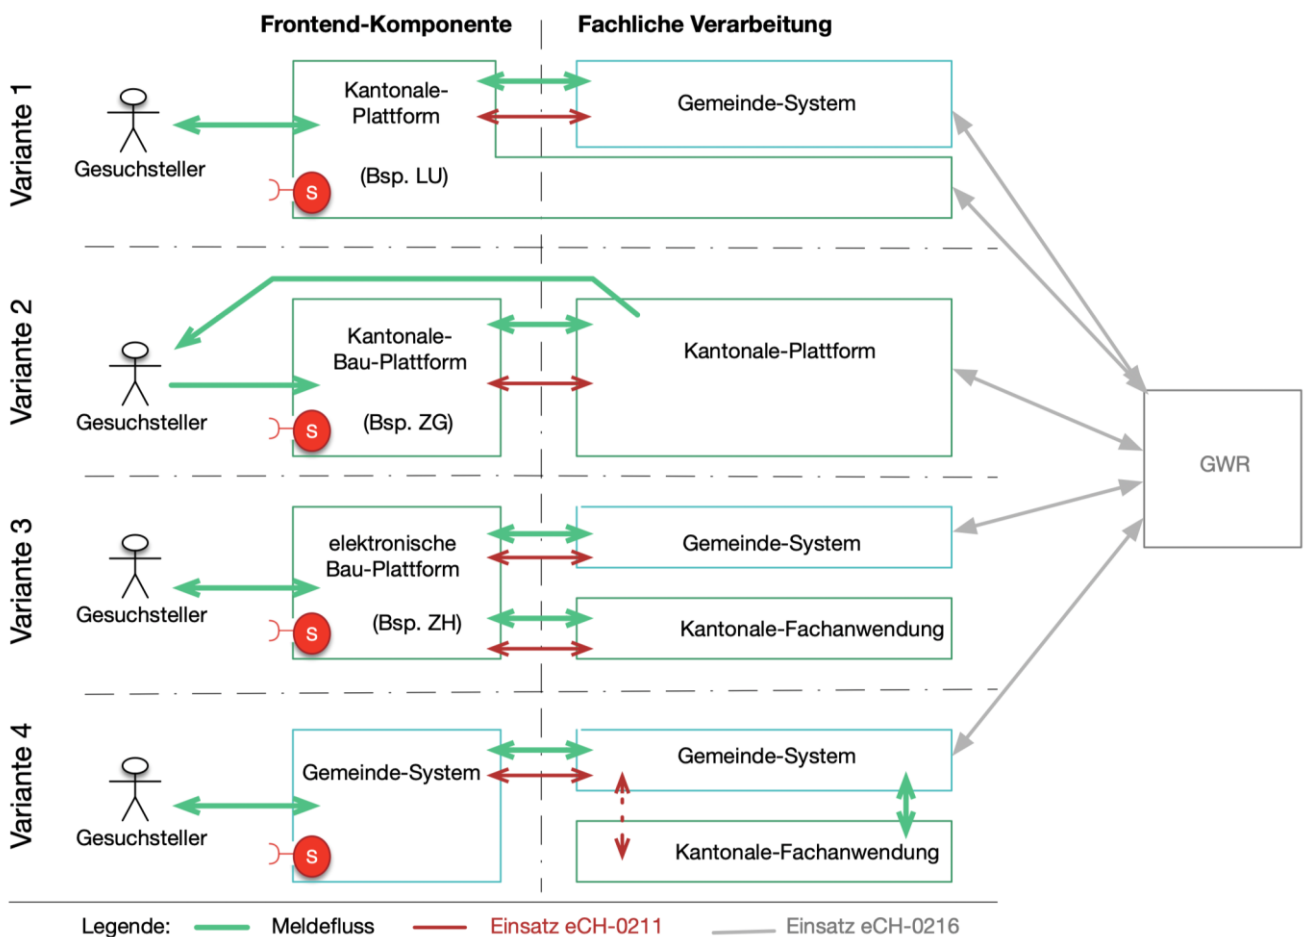 Frontend-Komponente
Fachliche Verarbeitung
Variante 1
Gesuchsteller
Kantonale-
Plattform
(Bsp. LU)
S
Gemeinde-System
Variante 2
Gesuchsteller
Kantonale-
Bau-Plattform
(Bsp. ZG)
S
Kantonale-Plattform
GWR
Variante 3
Gesuchsteller
elektronische
Bau-Plattform
(Bsp. ZH)
S
Gemeinde-System
Kantonale-Fachanwendung
Variante 4
Gesuchsteller
Gemeinde-System
S
Gemeinde-System
Kantonale-Fachanwendung
Legende:
Meldefluss
Einsatz eCH-0211
Einsatz eCH-0216